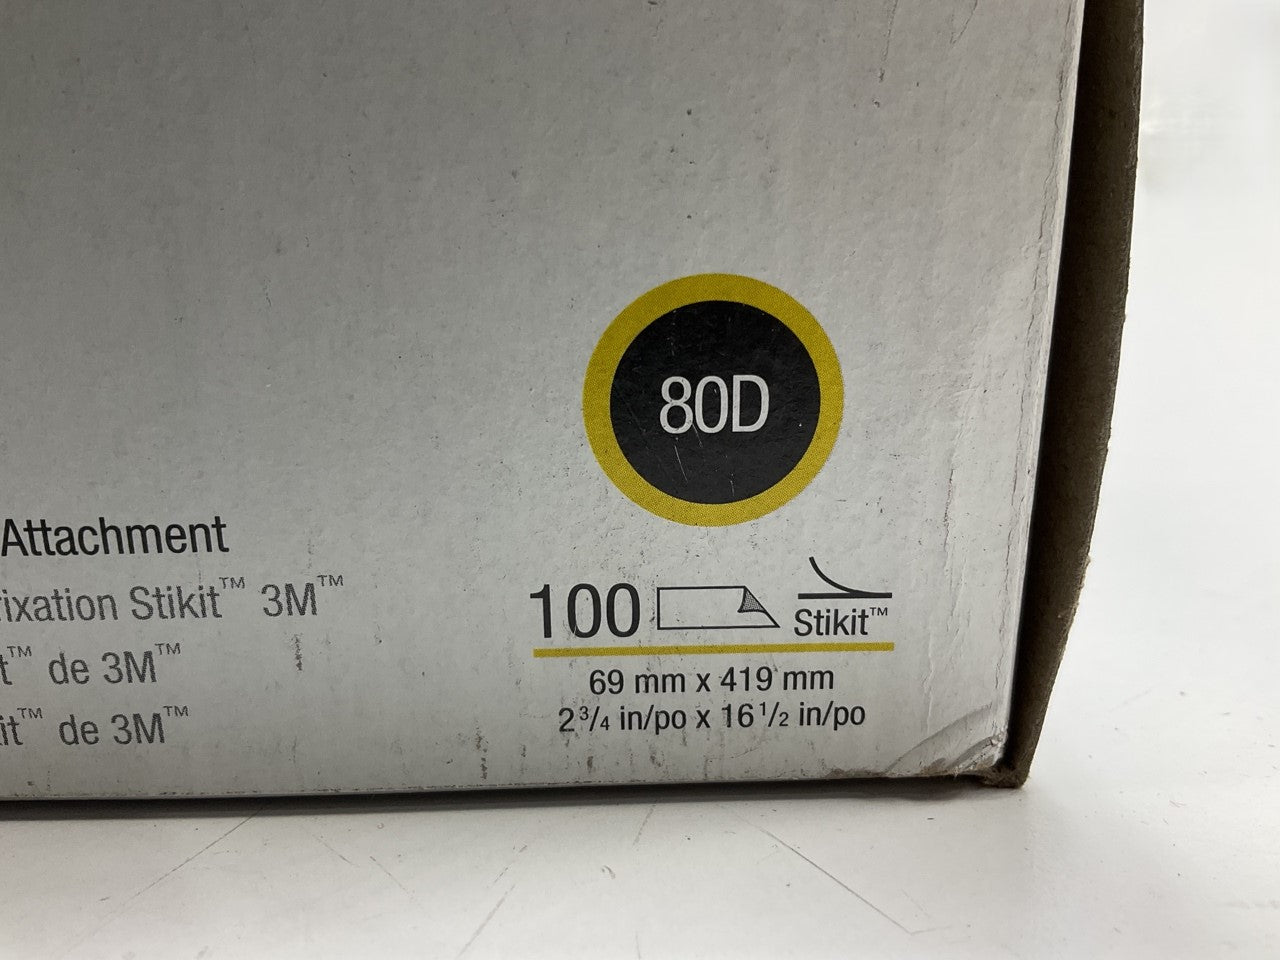 80D
Attachment
fixation Stikit™ 3M™
t™ de 3M™
it™ de 3M™
100 Stikit™
69 mm x 419 mm
2 3/4 in/po x 16 1/2 in/po